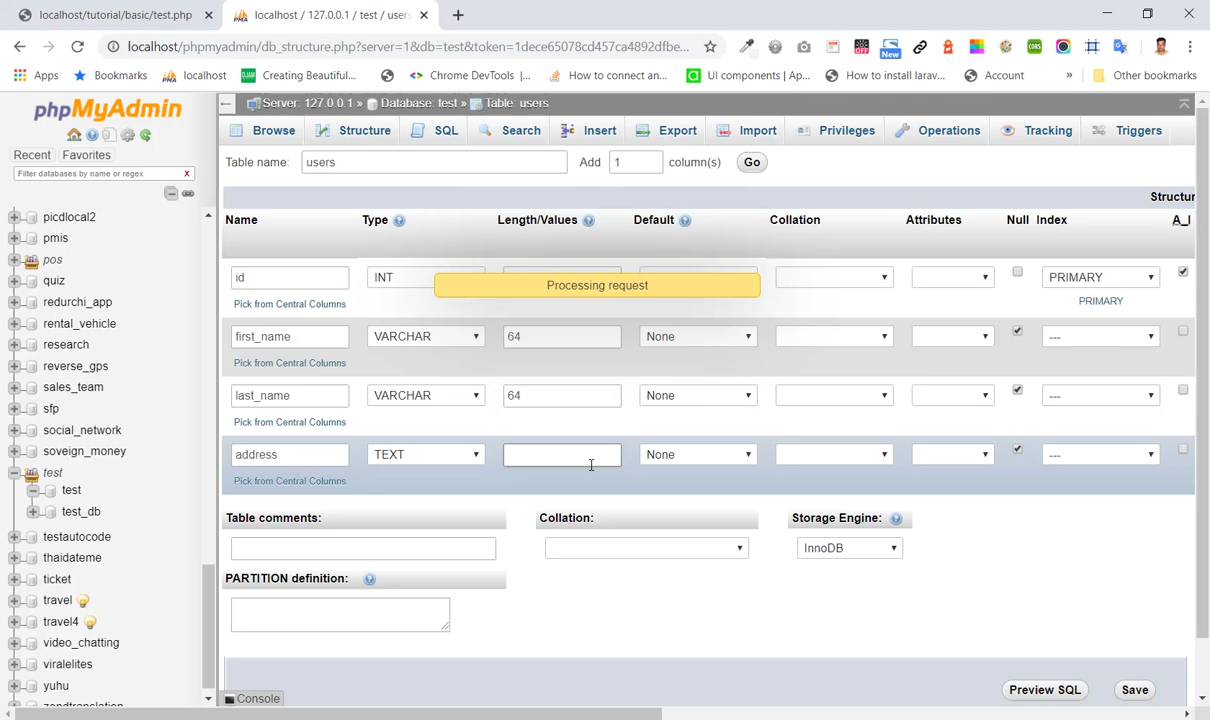 localhost/tutorial/basic/test.php
localhost / 127.0.0.1 / test / users
localhost/phpmyadmin/db_structure.php?server=1&db=test&token=1dece65078cd457ca4892dfbe...
New
Apps
Bookmarks
localhost
Creating Beautiful...
Chrome DevTools |...
How to connect an...
UI components | Ap...
How to install larav...
Account
»
Other bookmarks
phpMyAdmin
Recent
Favorites
Filter databases by name or regex
X
picdlocal2
pmis
pos
quiz
redurchi_app
rental_vehicle
research
reverse_gps
sales_team
sfp
social_network
soveign_money
test
test
test_db
testautocode
thaidateme
ticket
travel
travel4
video_chatting
viralelites
yuhu
zendtranslation
Server: 127.0.0.1 » Database: test » Table: users
Browse
Structure
SQL
Search
Insert
Export
Import
Privileges
Operations
Tracking
Triggers
Table name:
users
Add
1
column(s)
Go
Structur
Name
Type
Length/Values
Default
Collation
Attributes
Null
Index
A_I
id
INT
PRIMARY
Processing request
Pick from Central Columns
PRIMARY
first_name
VARCHAR
64
None
---
Pick from Central Columns
last_name
VARCHAR
64
None
---
Pick from Central Columns
address
TEXT
None
---
Pick from Central Columns
Table comments:
Collation:
Storage Engine:
InnoDB
PARTITION definition:
Preview SQL
Save
Console